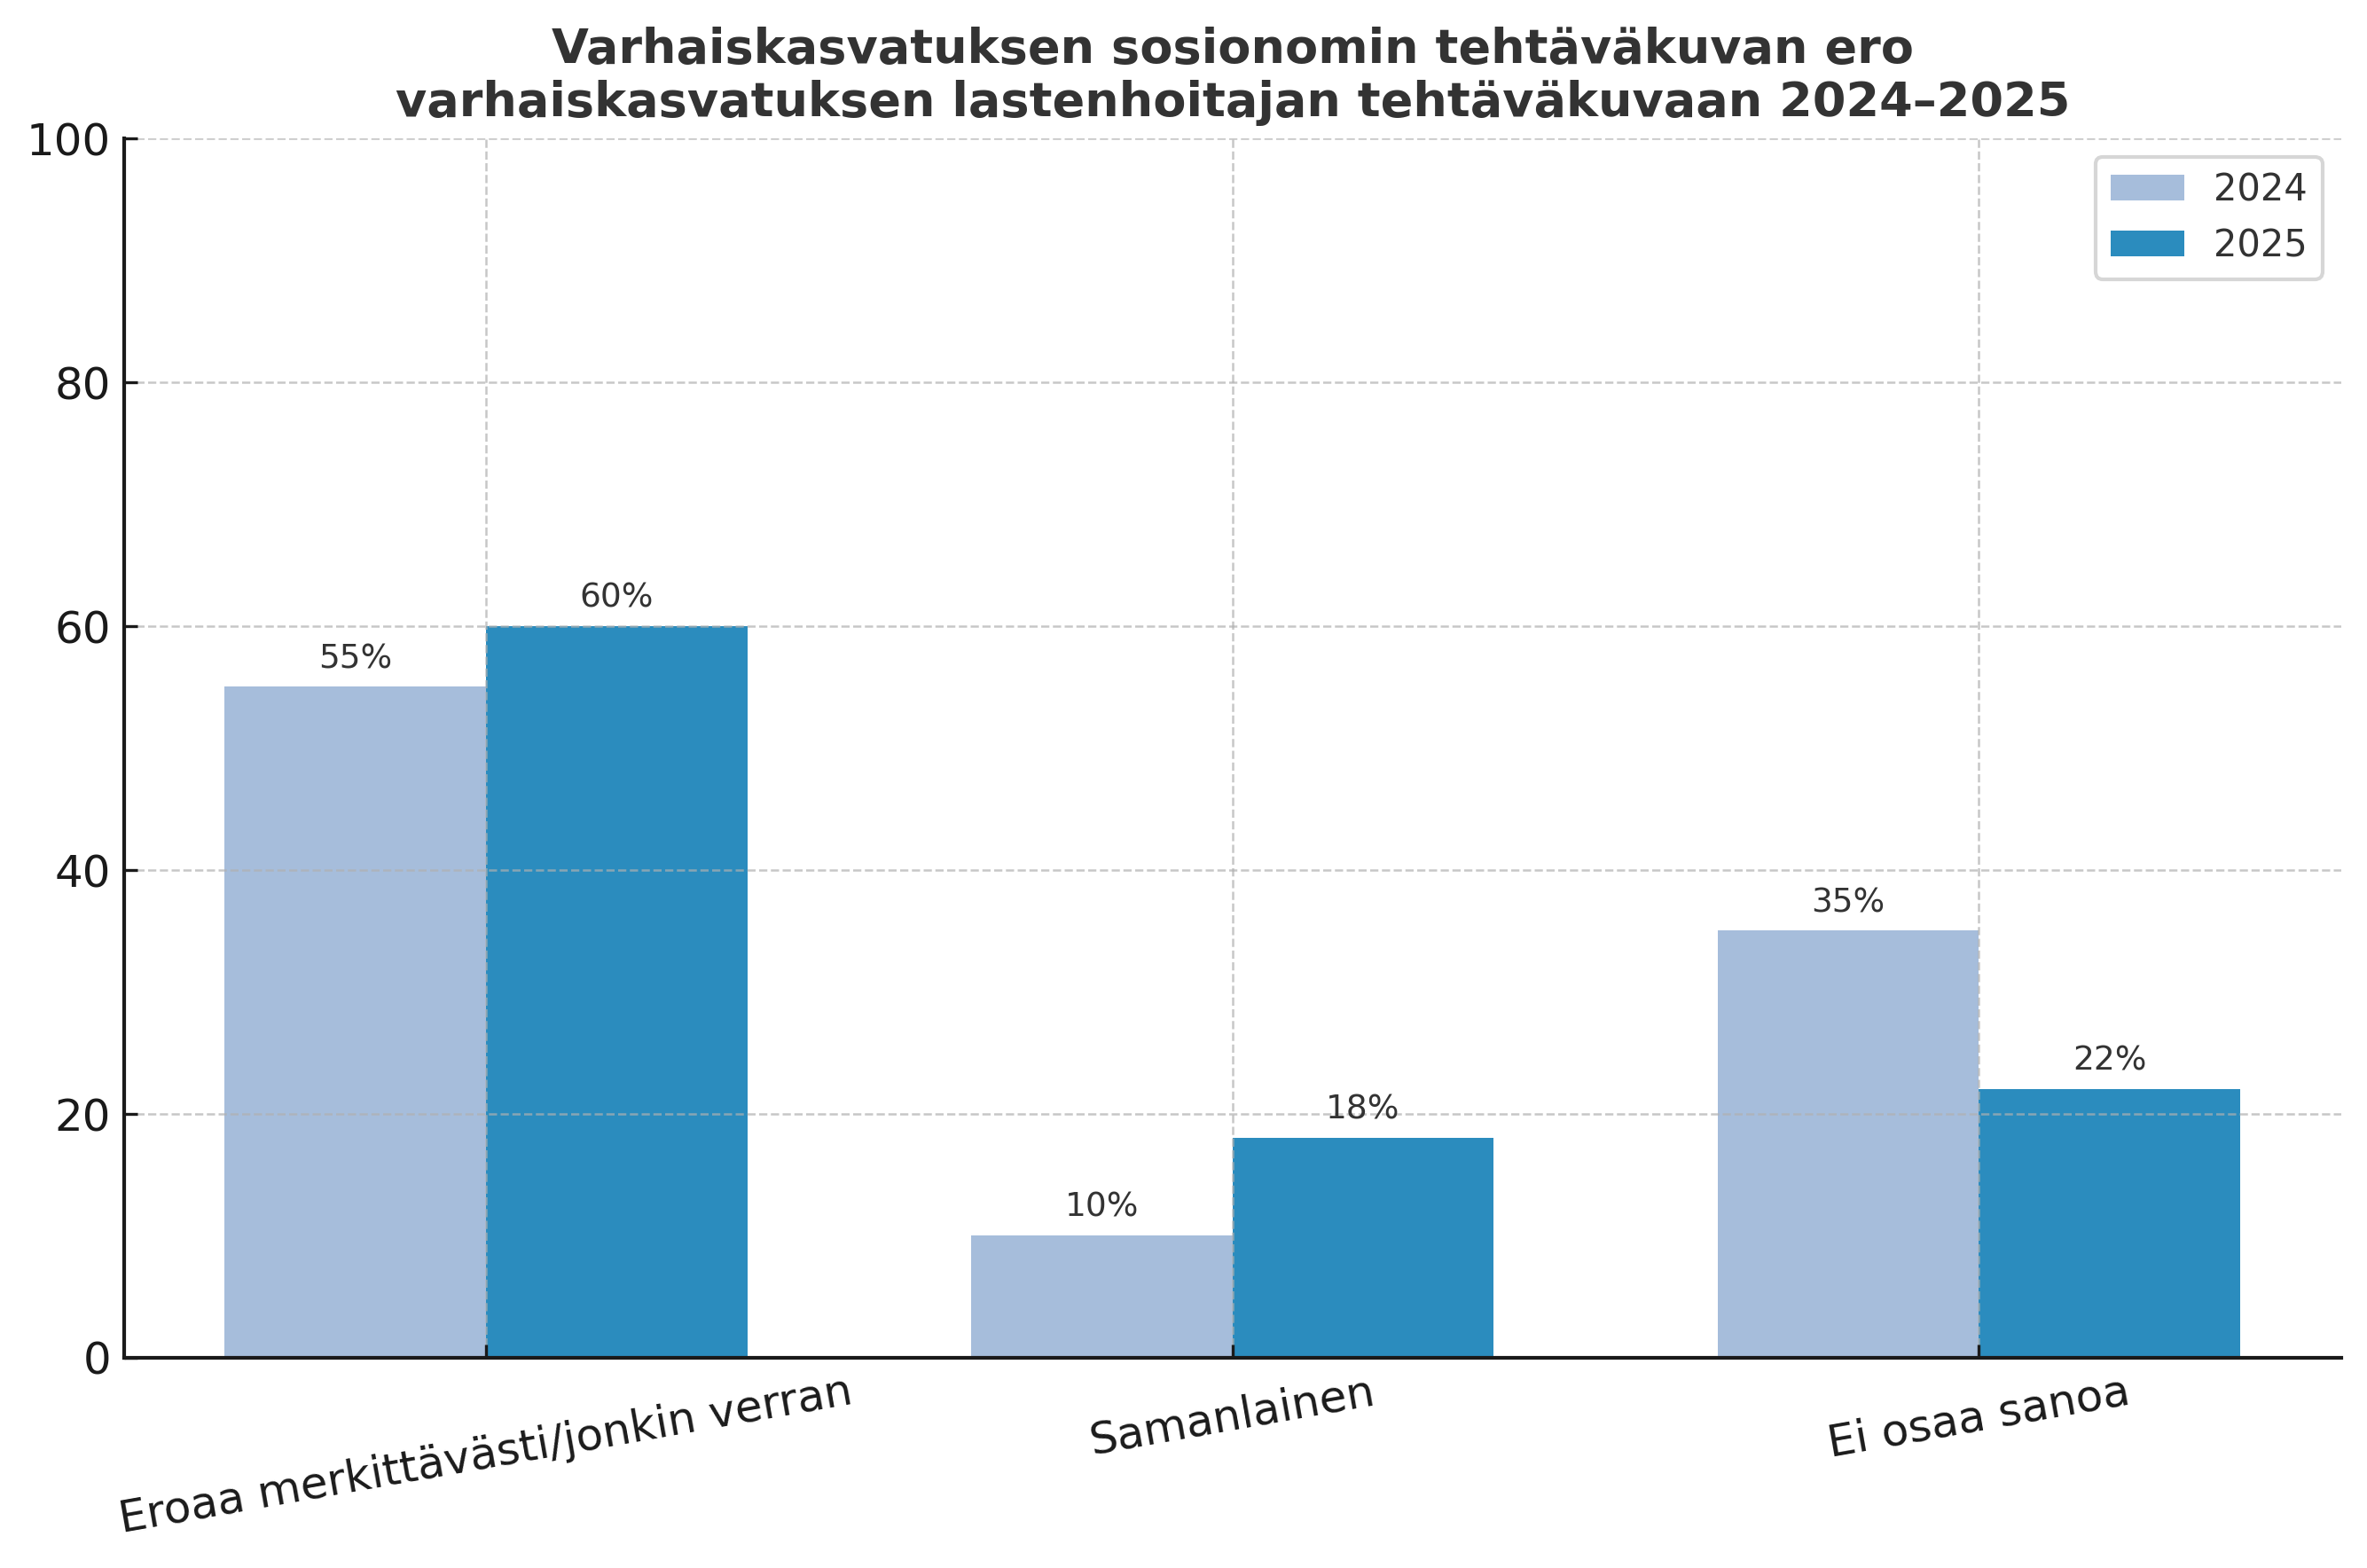 Varhaiskasvatuksen sosionomin tehtäväkuvan ero
varhaiskasvatuksen lastenhoitajan tehtäväkuvaan 2024–2025
100
80
60
40
20
0
2024
2025
55%
60%
10%
18%
35%
22%
Eroaa merkittävästi/jonkin verran
Samanlainen
Ei osaa sanoa